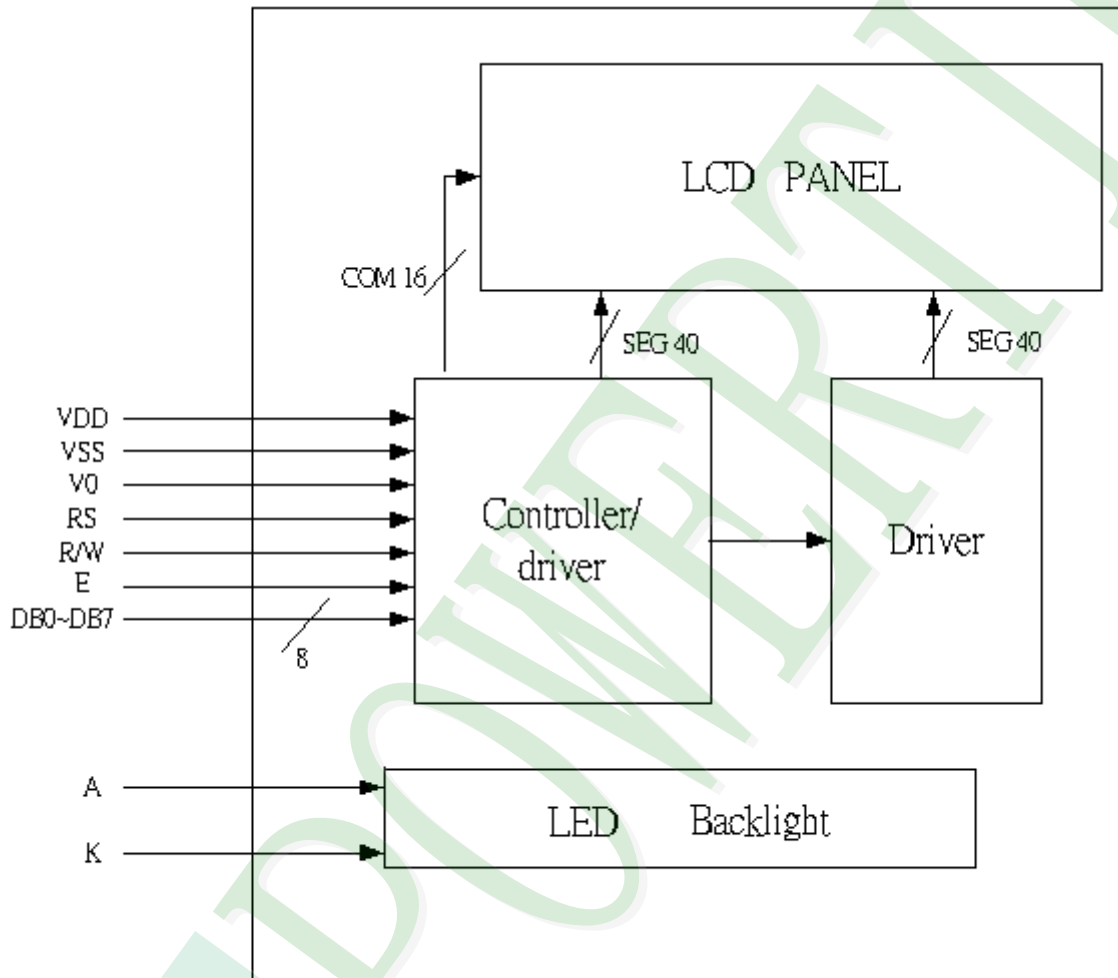 LCD PANEL
COM 16
SEG 40
SEG 40
VDD
VSS
V0
RS
R/W
E
DB0~DB7
8
Controller/
driver
Driver
A
K
LED Backlight